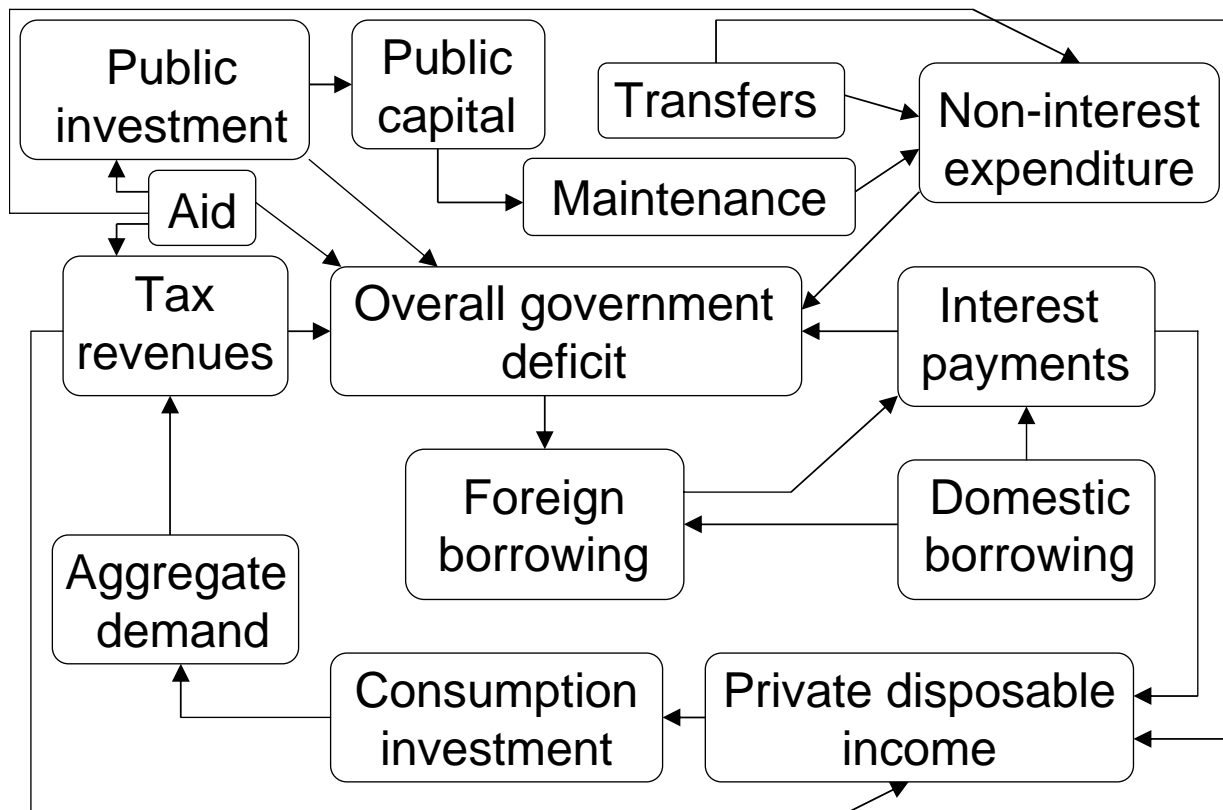 Public
investment
Public
capital
Transfers
Non-interest
expenditure
Maintenance
Aid
Tax
revenues
Overall government
deficit
Interest
payments
Foreign
borrowing
Domestic
borrowing
Aggregate
demand
Consumption
investment
Private disposable
income